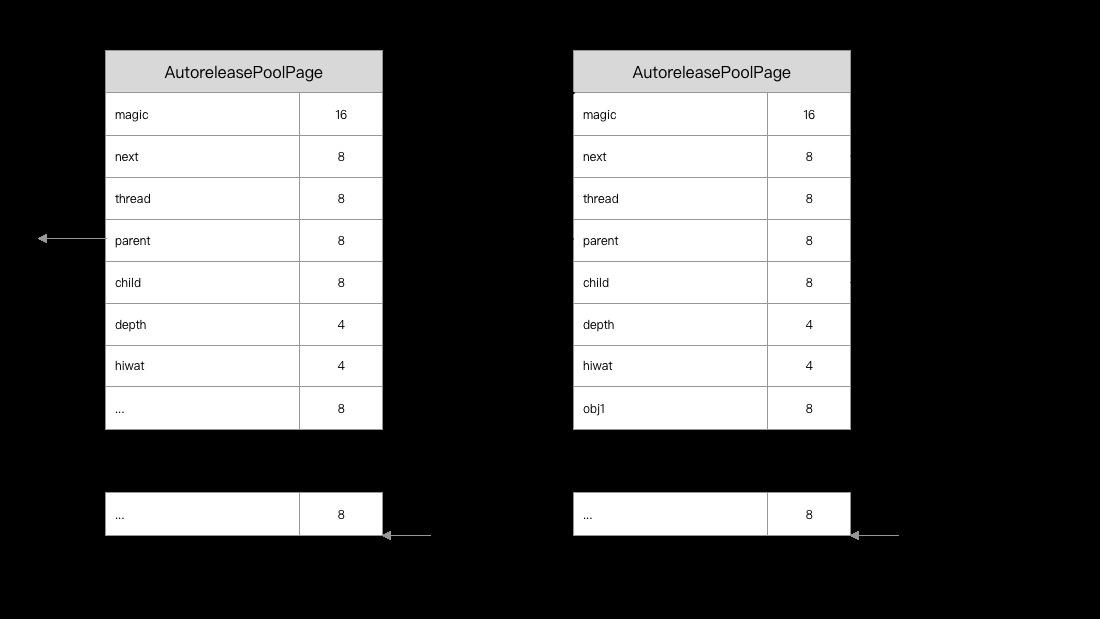 AutoreleasePoolPage
magic 16
next 8
thread 8
parent 8
child 8
depth 4
hiwat 4
... 8
... 8
AutoreleasePoolPage
magic 16
next 8
thread 8
parent 8
child 8
depth 4
hiwat 4
obj1 8
... 8